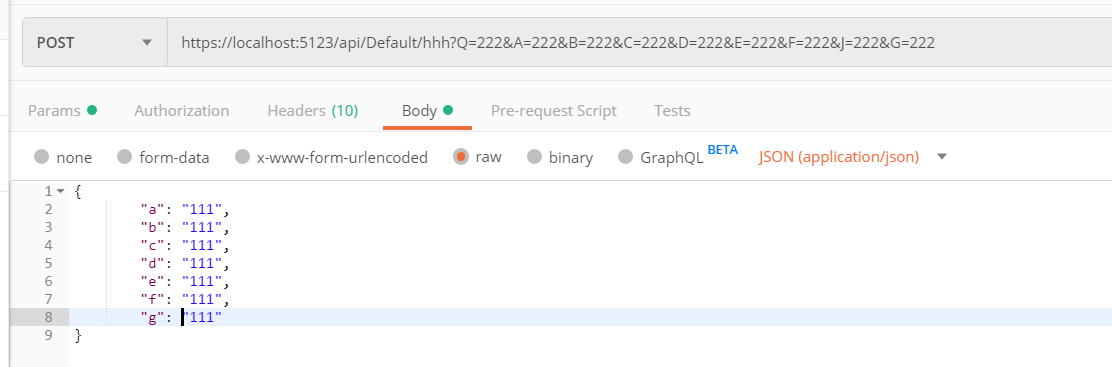 POST https://localhost:5123/api/Default/hhh?Q=222&A=222&B=222&C=222&D=222&E=222&F=222&J=222&G=222
Params Authorization Headers (10) Body Pre-request Script Tests
none form-data x-www-form-urlencoded raw binary GraphQL BETA JSON (application/json)
1 {
2 "a": "111",
3 "b": "111",
4 "c": "111",
5 "d": "111",
6 "e": "111",
7 "f": "111",
8 "g": "111"
9 }